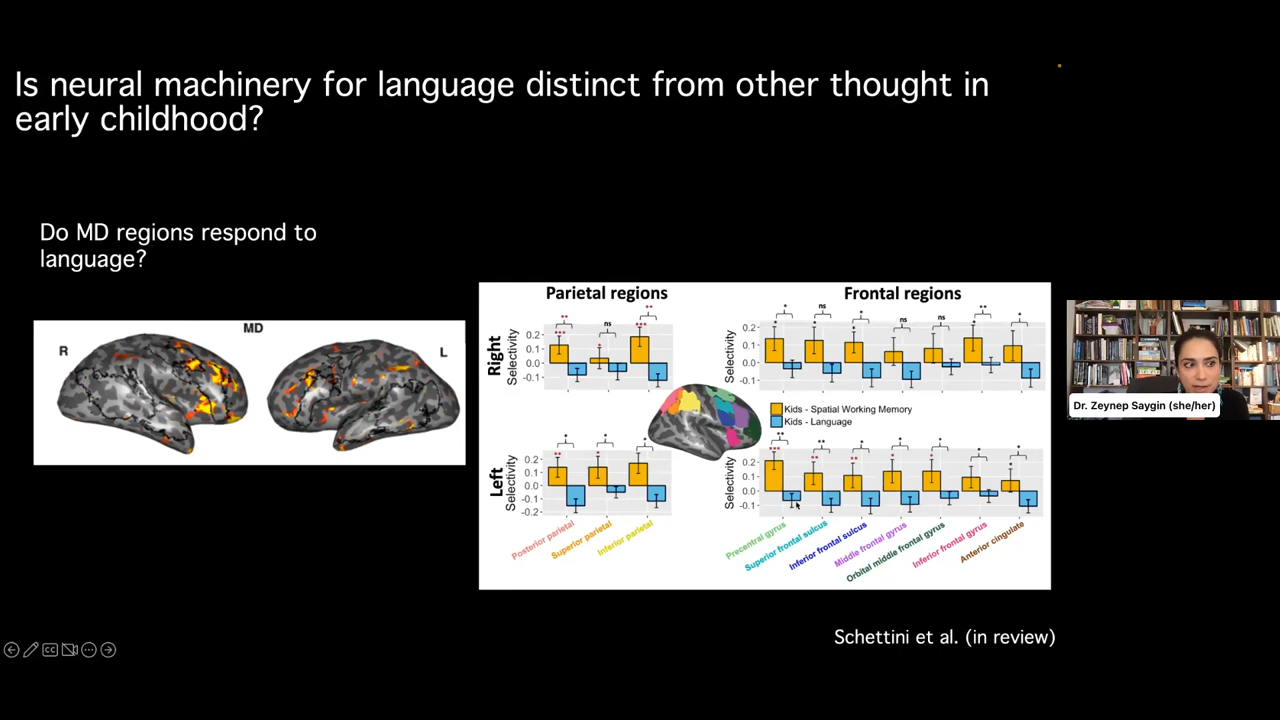 Is neural machinery for language distinct from other thought in
early childhood?
Do MD regions respond to
language?
MD
R
L
Parietal regions
Frontal regions
Right
Selectivity
0.2
0.1
0.0
-0.1
**
***
*
ns
**
***
Selectivity
0.2
0.1
0.0
-0.1
*
*
ns
*
*
*
ns
ns
**
*
*
Kids - Spatial Working Memory
Kids - Language
Left
Selectivity
0.2
0.1
0.0
-0.1
-0.2
*
**
*
*
*
Selectivity
0.2
0.1
0.0
-0.1
**
***
**
**
*
**
*
*
*
*
*
*
*
*
Posterior parietal
Superior parietal
Inferior parietal
Precentral gyrus
Superior frontal sulcus
Inferior frontal sulcus
Middle frontal gyrus
Orbital middle frontal gyrus
Inferior frontal gyrus
Anterior cingulate
Dr. Zeynep Saygin (she/her)
Schettini et al. (in review)
CC